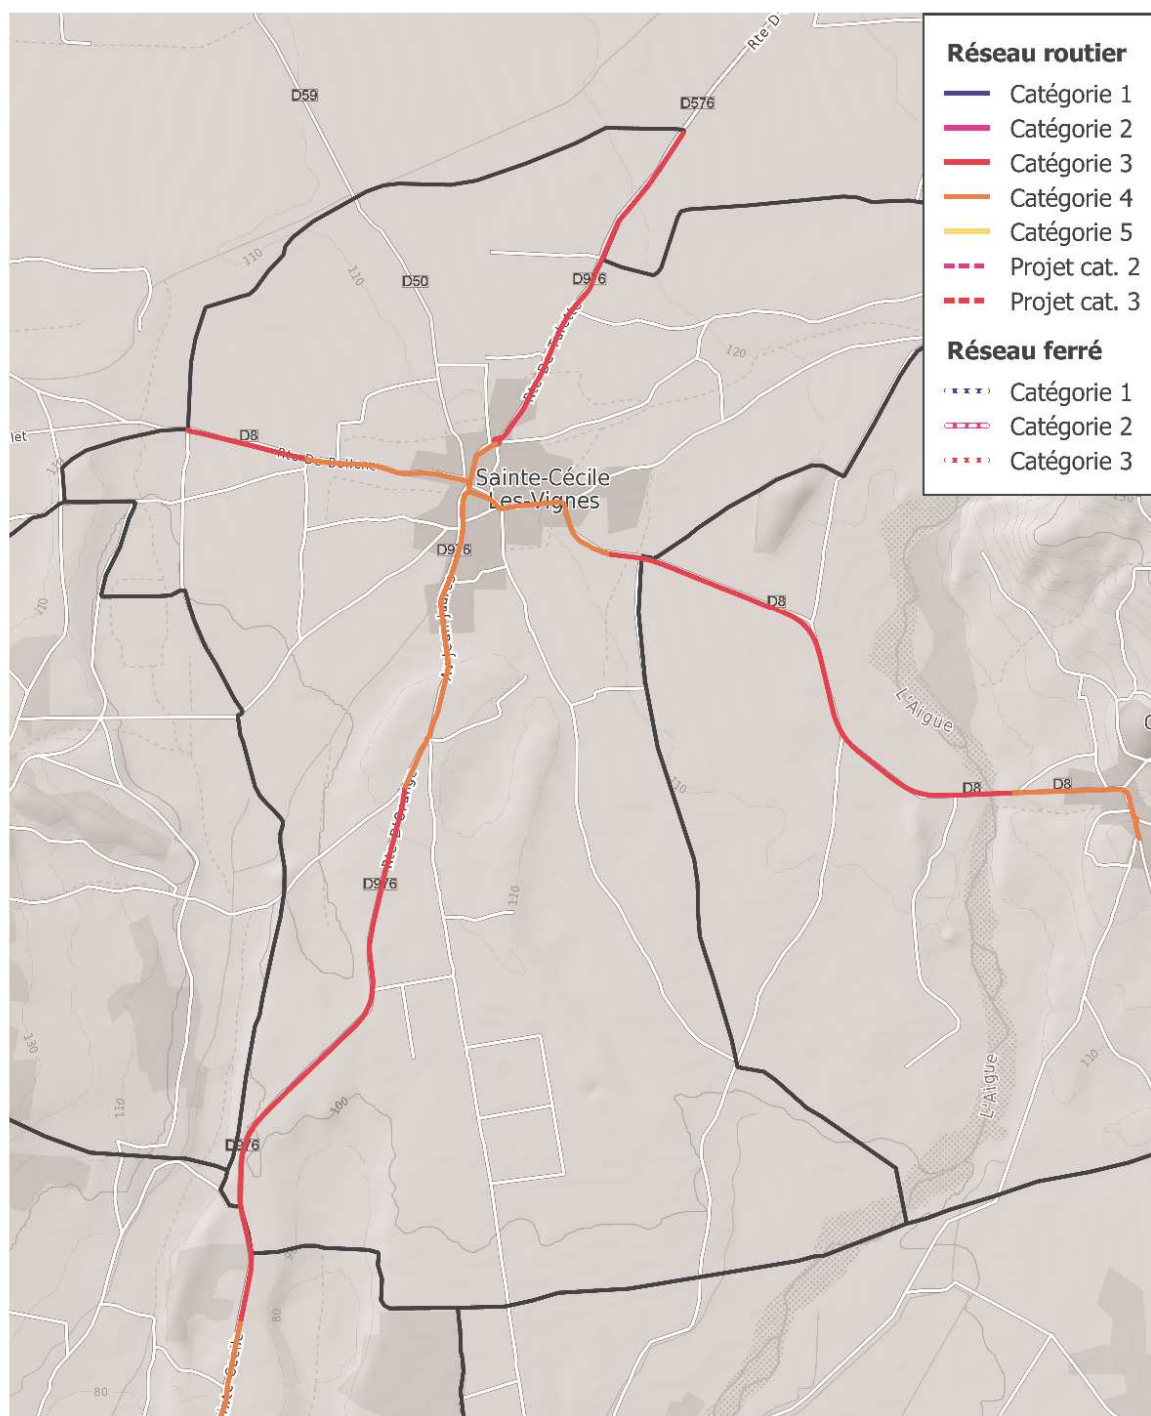 Rte-D-
D59
D576
Réseau routier
Catégorie 1
Catégorie 2
Catégorie 3
Catégorie 4
Catégorie 5
Projet cat. 2
Projet cat. 3
Réseau ferré
Catégorie 1
Catégorie 2
Catégorie 3
110
110
D50
D976
120
D8
Sainte-Cécile
Les-Vignes
D976
110
D8
L'Aigue
110
D8
D8
Rte D'Orange
D976
110
130
110
100
L'Aigue
110
D976
80
80